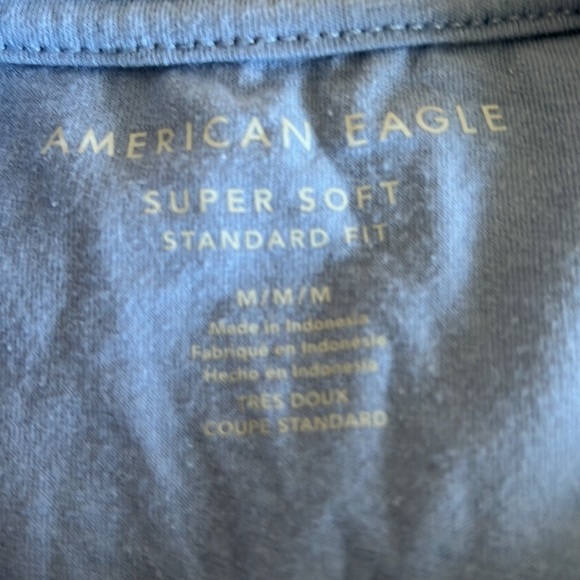 AMERICAN EAGLE
SUPER SOFT
STANDARD FIT
M/M/M
Made in Indonesia
Fabriqué en Indonésie
Hecho en Indonesia
TRÈS DOUX
COUPE STANDARD